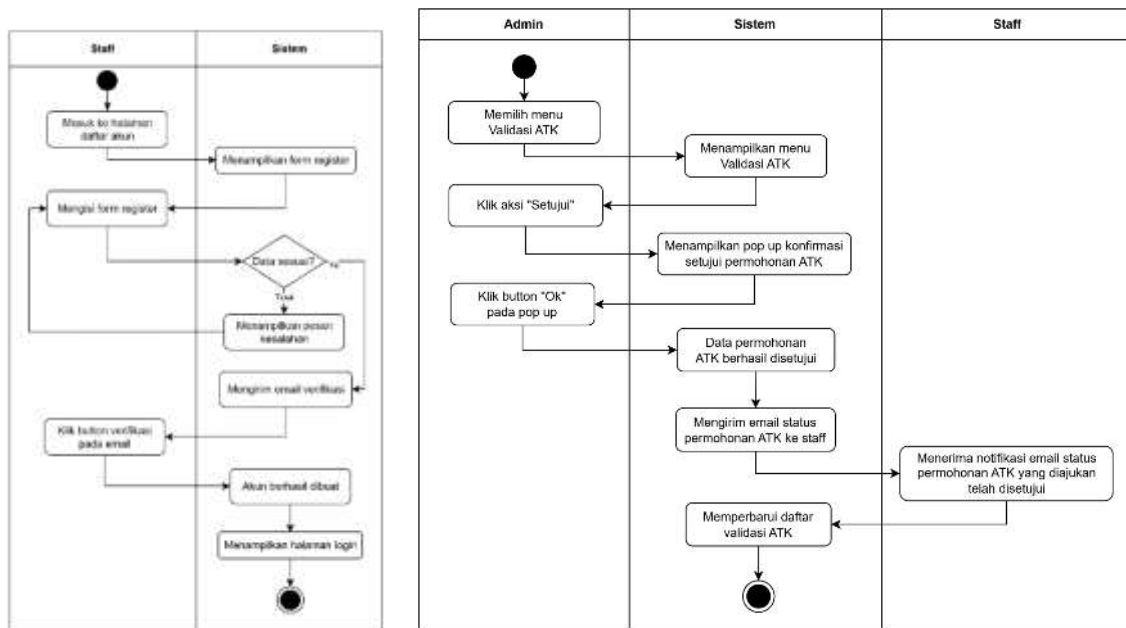 Staff
Sistem
Masuk ke halaman
daftar akun
Menampilkan form register
Mengisi form register
Data sesuai?
Ya
Tidak
Menampilkan pesan
kesalahan
Mengirim email verifikasi
Klik button verifikasi
pada email
Akun berhasil dibuat
Menampilkan halaman login
Admin
Sistem
Staff
Memilih menu
Validasi ATK
Menampilkan menu
Validasi ATK
Klik aksi "Setujui"
Menampilkan pop up konfirmasi
setujui permohonan ATK
Klik button "Ok"
pada pop up
Data permohonan
ATK berhasil disetujui
Mengirim email status
permohonan ATK ke staff
Menerima notifikasi email status
permohonan ATK yang diajukan
telah disetujui
Memperbarui daftar
validasi ATK